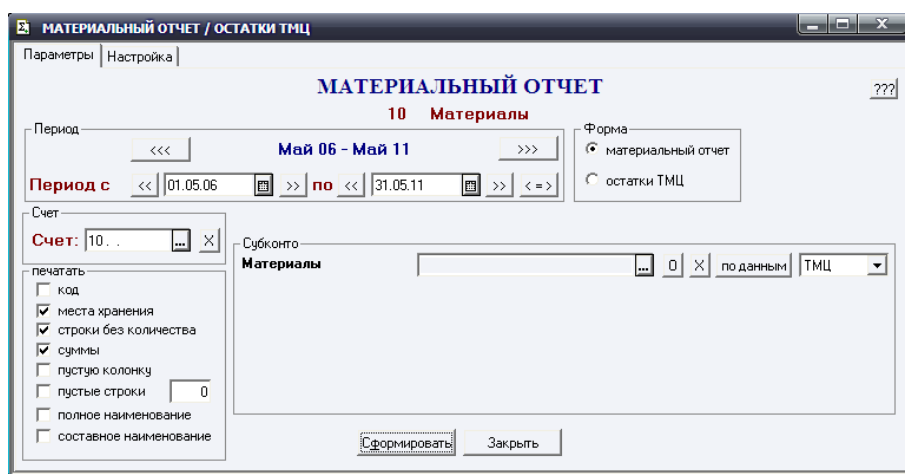 МАТЕРИАЛЬНЫЙ ОТЧЕТ / ОСТАТКИ ТМЦ
Параметры Настройка
МАТЕРИАЛЬНЫЙ ОТЧЕТ
???
10 Материалы
Период
<<< Май 06 - Май 11 >>>
Период с << 01.05.06 >> по << 31.05.11 >> < = >
Форма
материальный отчет
остатки ТМЦ
Счет
Счет: 10. . ... X
печатать
код
места хранения
строки без количества
суммы
пустую колонку
пустые строки 0
полное наименование
составное наименование
Субконто
Материалы ... 0 X по данным ТМЦ
Сформировать Закрыть